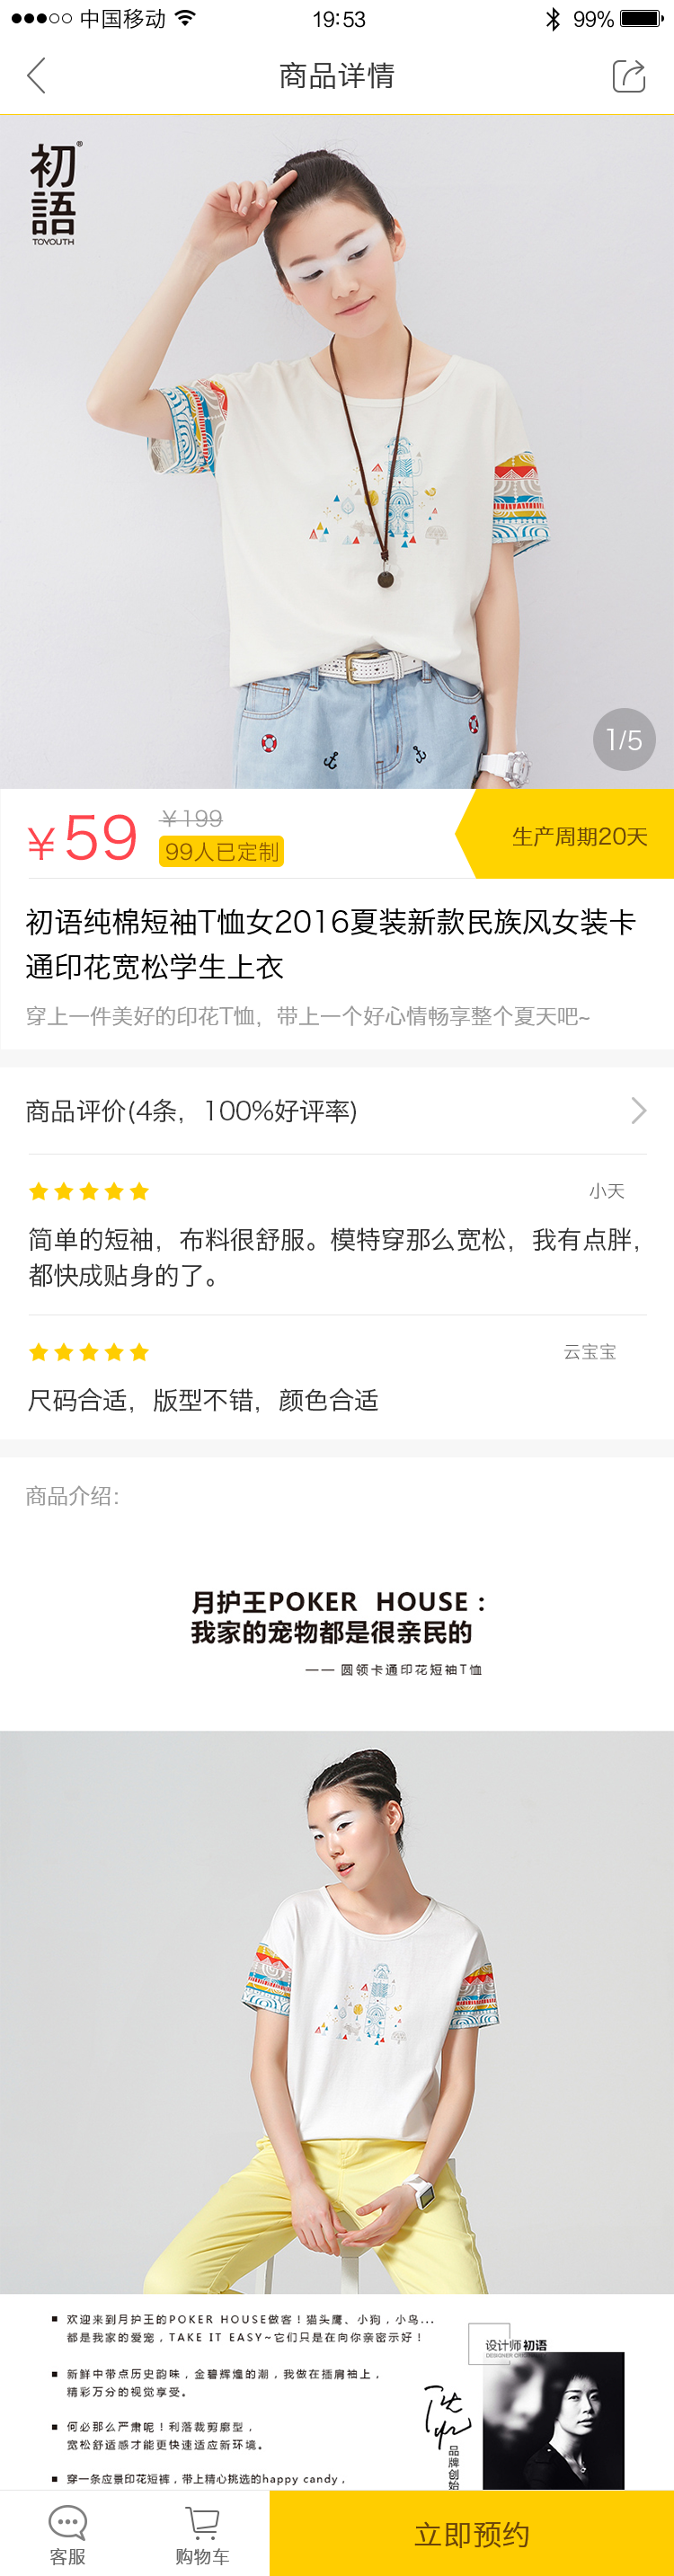 中国移动
19:53
99%
商品详情
初語®
TOYOUTH
1/5
¥59
¥199
99人已定制
生产周期20天
初语纯棉短袖T恤女2016夏装新款民族风女装卡
通印花宽松学生上衣
穿上一件美好的印花T恤，带上一个好心情畅享整个夏天吧~
商品评价(4条，100%好评率)
小天
简单的短袖，布料很舒服。模特穿那么宽松，我有点胖，
都快成贴身的了。
云宝宝
尺码合适，版型不错，颜色合适
商品介绍：
月护王POKER HOUSE：
我家的宠物都是很亲民的
—— 圆领卡通印花短袖T恤
■ 欢迎来到月护王的POKER HOUSE做客！猫头鹰、小狗，小鸟...
都是我家的爱宠，TAKE IT EASY~它们只是在向你亲密示好！
■ 新鲜中带点历史韵味，金碧辉煌的潮，我做在插肩袖上，
精彩万分的视觉享受。
■ 何必那么严肃呢！利落裁剪廓型，
宽松舒适感才能更快速适应新环境。
■ 穿一条应景印花短裤，带上精心挑选的happy candy，
设计师 初语
品牌创始
客服
购物车
立即预约